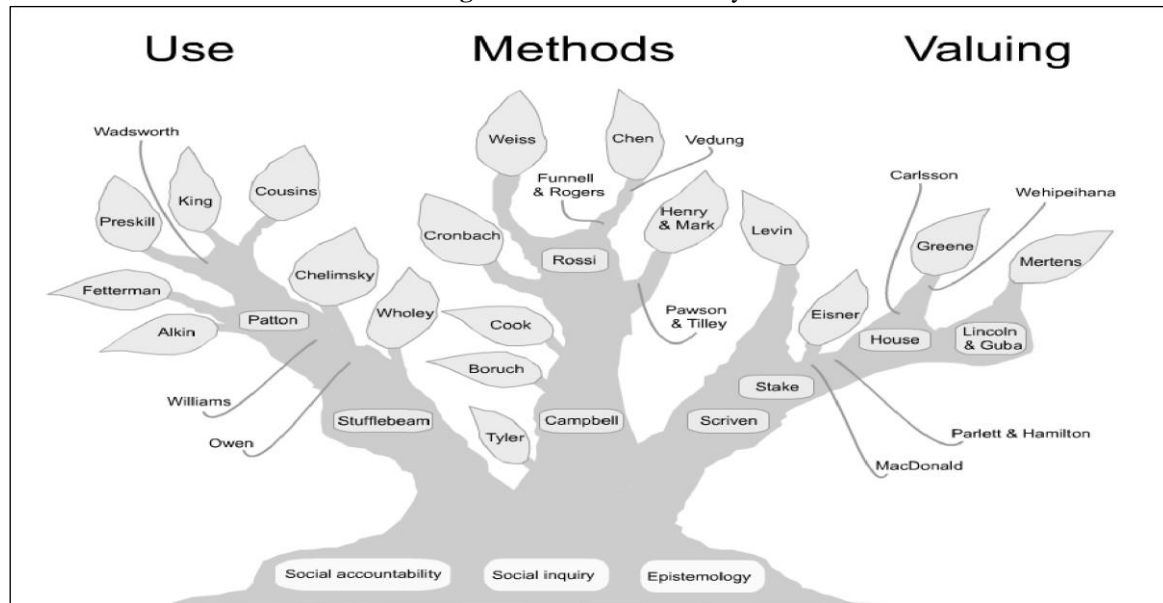 Use Methods Valuing
Wadsworth
King
Cousins
Preskill
Fetterman
Alkin
Chelimsky
Wholey
Patton
Williams
Owen
Stufflebeam
Weiss
Chen
Vedung
Funnell
& Rogers
Cronbach
Henry
& Mark
Rossi
Cook
Pawson
& Tilley
Boruch
Tyler
Campbell
Levin
Carlsson
Wehipeihana
Greene
Mertens
Eisner
House
Lincoln
& Guba
Stake
Scriven
Parlett & Hamilton
MacDonald
Social accountability
Social inquiry
Epistemology